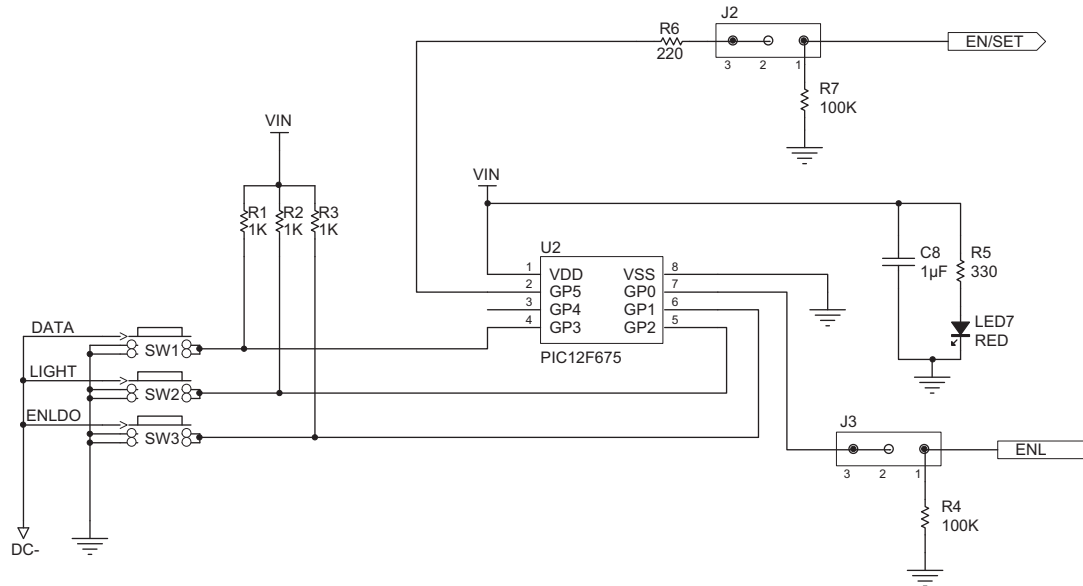 J2
R6
220
3 2 1
EN/SET
R7
100K
VIN
VIN
R1
1K
R2
1K
R3
1K
U2
C8
1µF
R5
330
1 VDD VSS 8
2 GP5 GP0 7
3 GP4 GP1 6
4 GP3 GP2 5
PIC12F675
LED7
RED
DATA
SW1
LIGHT
SW2
ENLDO
SW3
J3
3 2 1
ENL
R4
100K
DC-